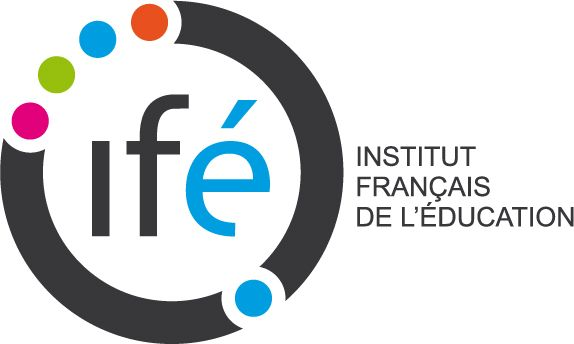 ifé
INSTITUT
FRANÇAIS
DE L'ÉDUCATION